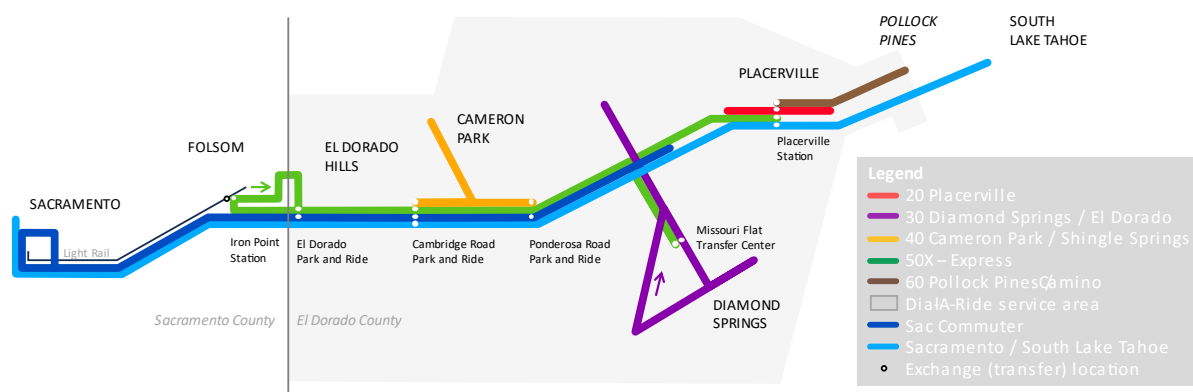 POLLOCK
PINES
SOUTH
LAKE TAHOE
PLACERVILLE
CAMERON
PARK
EL DORADO
HILLS
FOLSOM
SACRAMENTO
Light Rail
Placerville
Station
Iron Point
Station
El Dorado
Park and Ride
Cambridge Road
Park and Ride
Ponderosa Road
Park and Ride
Missouri Flat
Transfer Center
DIAMOND
SPRINGS
Sacramento County
El Dorado County
Legend
20 Placerville
30 Diamond Springs / El Dorado
40 Cameron Park / Shingle Springs
50X – Express
60 Pollock Pines/Camino
Dial-A-Ride service area
Sac Commuter
Sacramento / South Lake Tahoe
Exchange (transfer) location